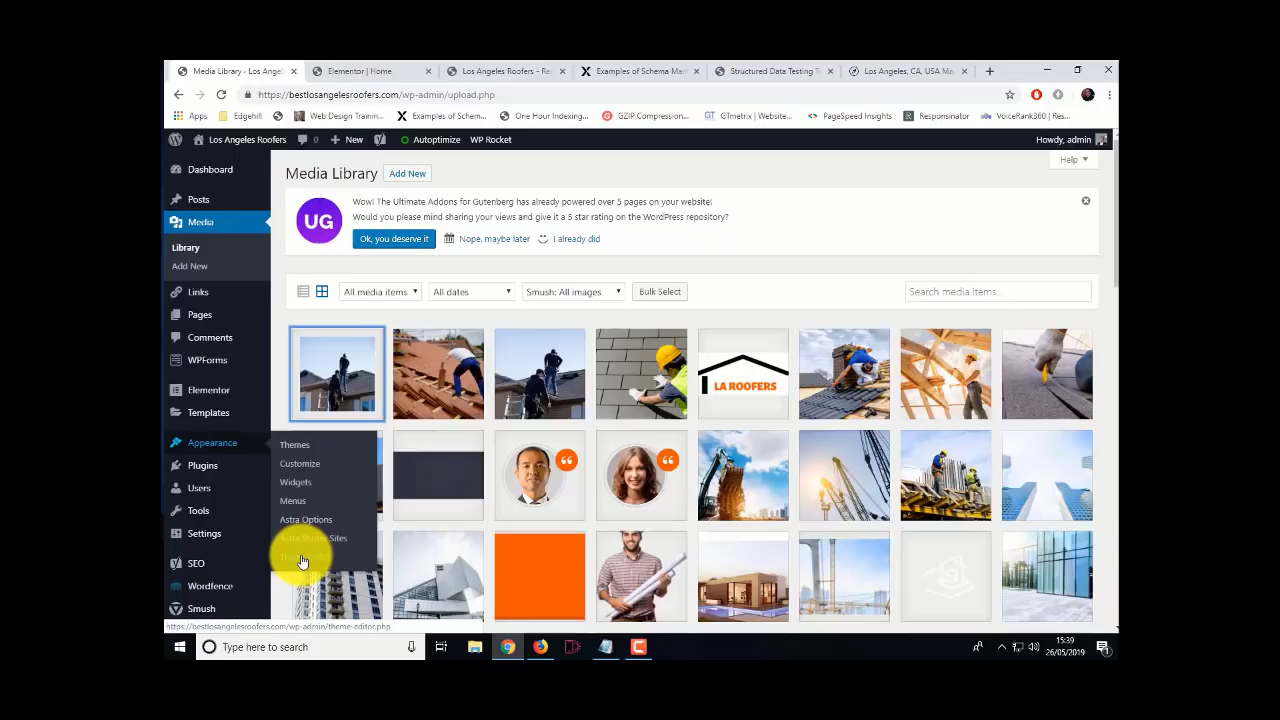 Media Library ‹ Los Angel
Elementor | Home
Los Angeles Roofers - Re
Examples of Schema Mar
Structured Data Testing T
Los Angeles, CA, USA Ma
https://bestlosangelesroofers.com/wp-admin/upload.php
Apps
Edgehill
Web Design Trainin...
Examples of Schem...
One Hour Indexing...
GZIP Compression...
GTmetrix | Website...
PageSpeed Insights
Responsinator
VoiceRank360 | Res...
Los Angeles Roofers
0
New
Autoptimize
WP Rocket
Howdy, admin
Dashboard
Posts
Media
Library
Add New
Links
Pages
Comments
WPForms
Elementor
Templates
Appearance
Plugins
Users
Tools
Settings
SEO
Wordfence
Smush
Themes
Customize
Widgets
Menus
Astra Options
Astra Starter Sites
Media Library
Add New
Help
UG
Wow! The Ultimate Addons for Gutenberg has already powered over 5 pages on your website!
Would you please mind sharing your views and give it a 5 star rating on the WordPress repository?
Ok, you deserve it
Nope, maybe later
I already did
All media items
All dates
Smush: All images
Bulk Select
Search media items...
LA ROOFERS
https://bestlosangelesroofers.com/wp-admin/theme-editor.php
Type here to search
15:39
26/05/2019
1